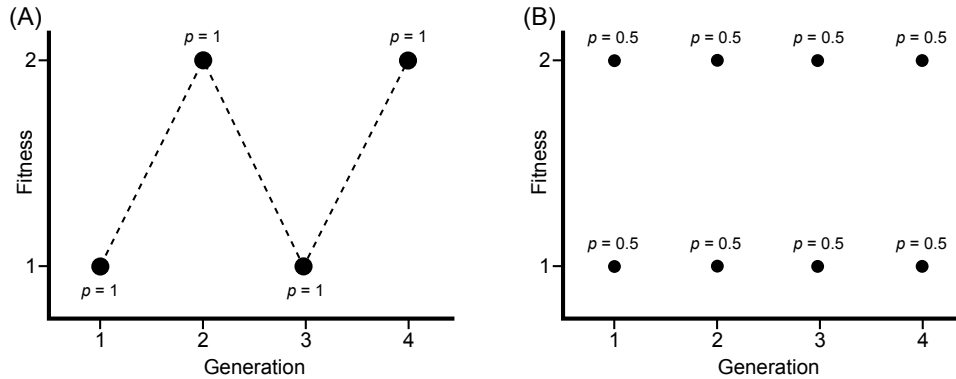 (A)
p = 1
p = 1
2
Fitness
1
p = 1
p = 1
1 2 3 4
Generation
(B)
p = 0.5 p = 0.5 p = 0.5 p = 0.5
2
Fitness
p = 0.5 p = 0.5 p = 0.5 p = 0.5
1
1 2 3 4
Generation